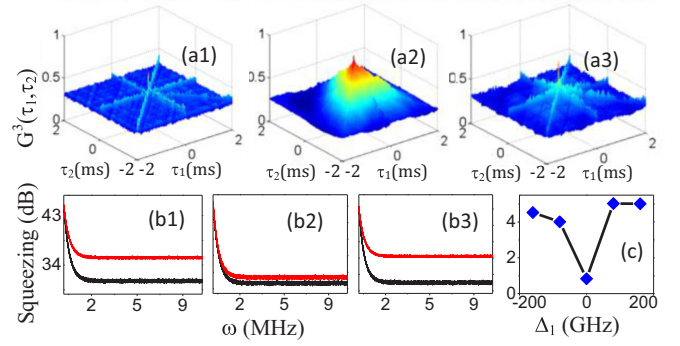 1 1 1
(a1) (a2) (a3)
G³(τ₁,τ₂)
0.5 0.5 0.5
0 0 0
2 2 2 2 2 2
0 0 0 0 0 0
τ₂(ms) -2 -2 τ₁(ms) τ₂(ms) -2 -2 τ₁(ms) τ₂(ms) -2 -2 τ₁(ms)
Squeezing (dB)
43 (b1) (b2) (b3) 4 (c)
34 2
0
2 5 9 2 5 9 2 5 9 -200 0 200
ω (MHz) Δ₁ (GHz)